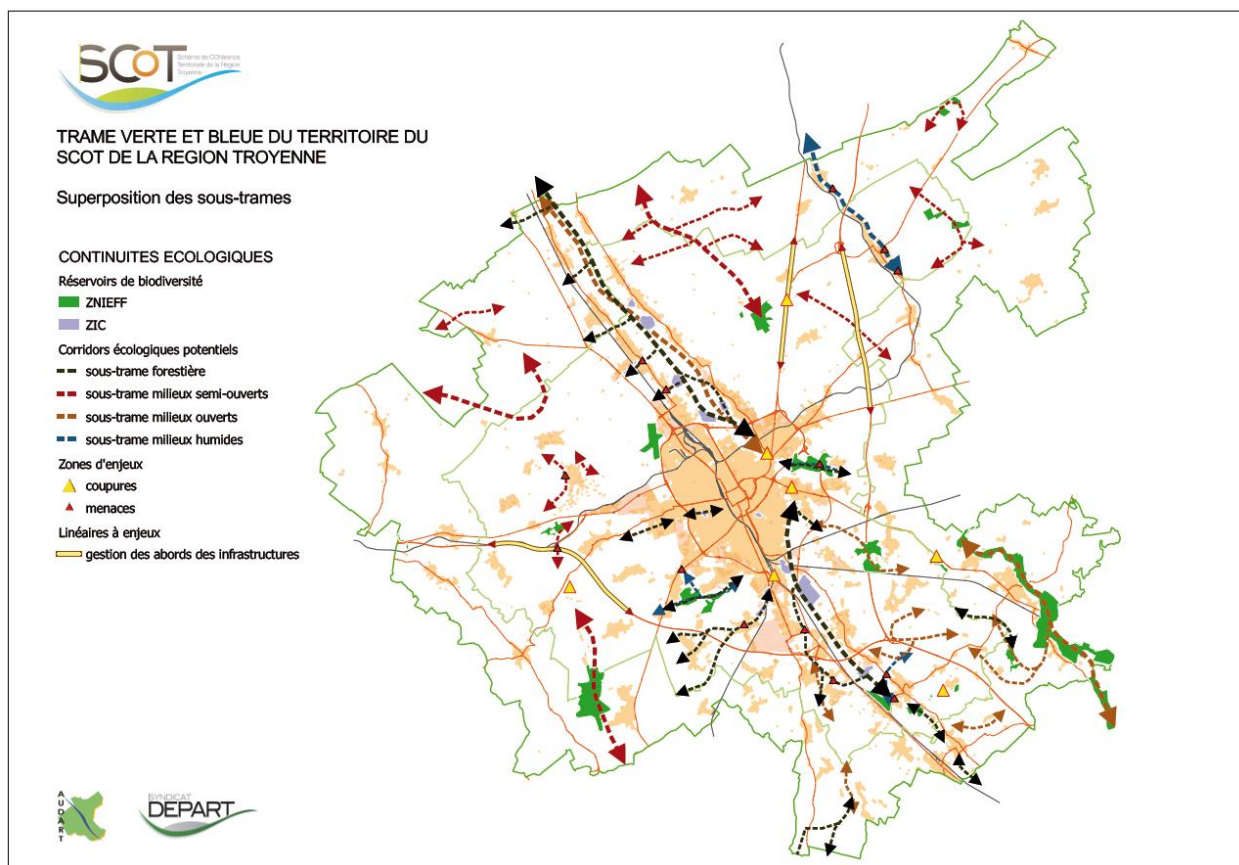 SCOT
Schéma de COhérence
Territoriale de la Région
Troyenne
TRAME VERTE ET BLEUE DU TERRITOIRE DU
SCOT DE LA REGION TROYENNE
Superposition des sous-trames
CONTINUITES ECOLOGIQUES
Réservoirs de biodiversité
ZNIEFF
ZIC
Corridors écologiques potentiels
sous-trame forestière
sous-trame milieux semi-ouverts
sous-trame milieux ouverts
sous-trame milieux humides
Zones d'enjeux
coupures
menaces
Linéaires à enjeux
gestion des abords des infrastructures
AUDART
SYNDICAT
DEPART